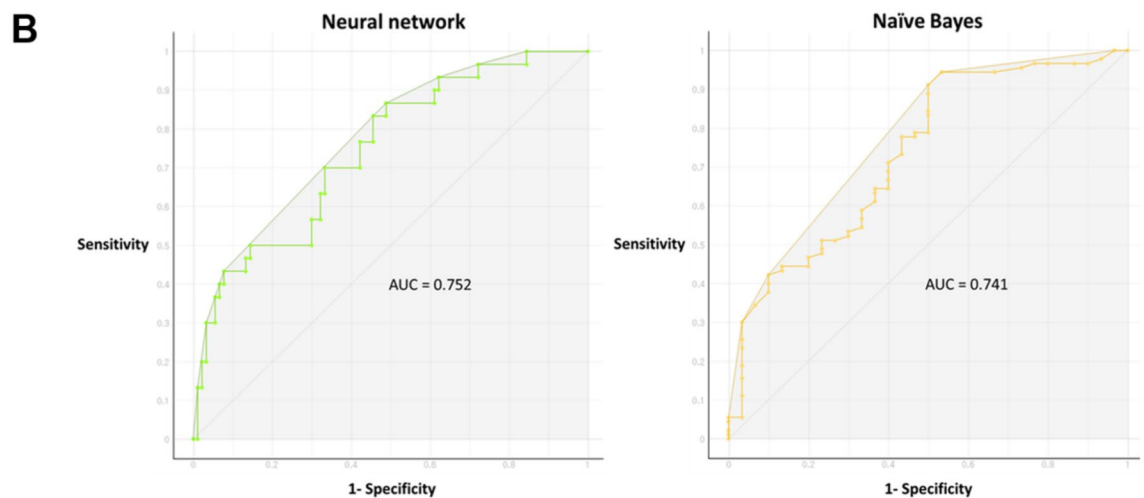 B
Neural network
1
0.9
0.8
0.7
0.6
0.5
0.4
0.3
0.2
0.1
0
Sensitivity
AUC = 0.752
0 0.2 0.4 0.6 0.8 1
1- Specificity
Naïve Bayes
1
0.9
0.8
0.7
0.6
0.5
0.4
0.3
0.2
0.1
0
Sensitivity
AUC = 0.741
0 0.2 0.4 0.6 0.8 1
1- Specificity